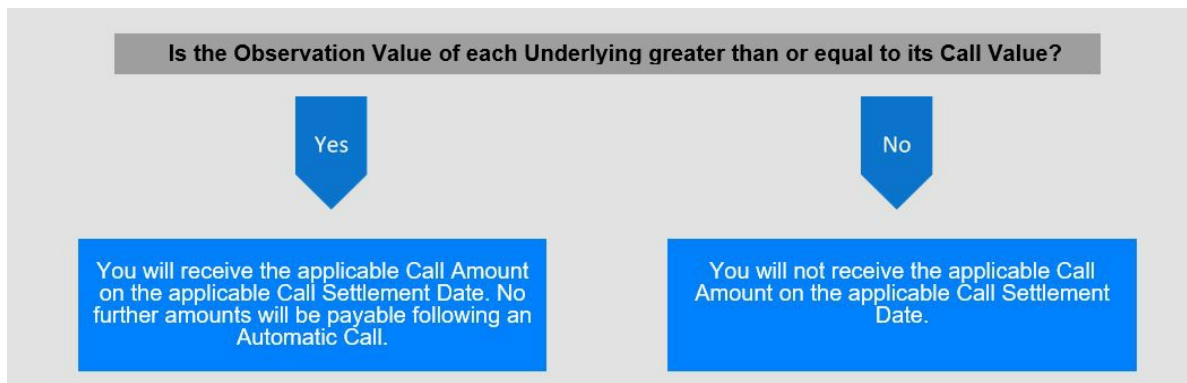 Is the Observation Value of each Underlying greater than or equal to its Call Value?
Yes
No
You will receive the applicable Call Amount
on the applicable Call Settlement Date. No
further amounts will be payable following an
Automatic Call.
You will not receive the applicable Call
Amount on the applicable Call Settlement
Date.